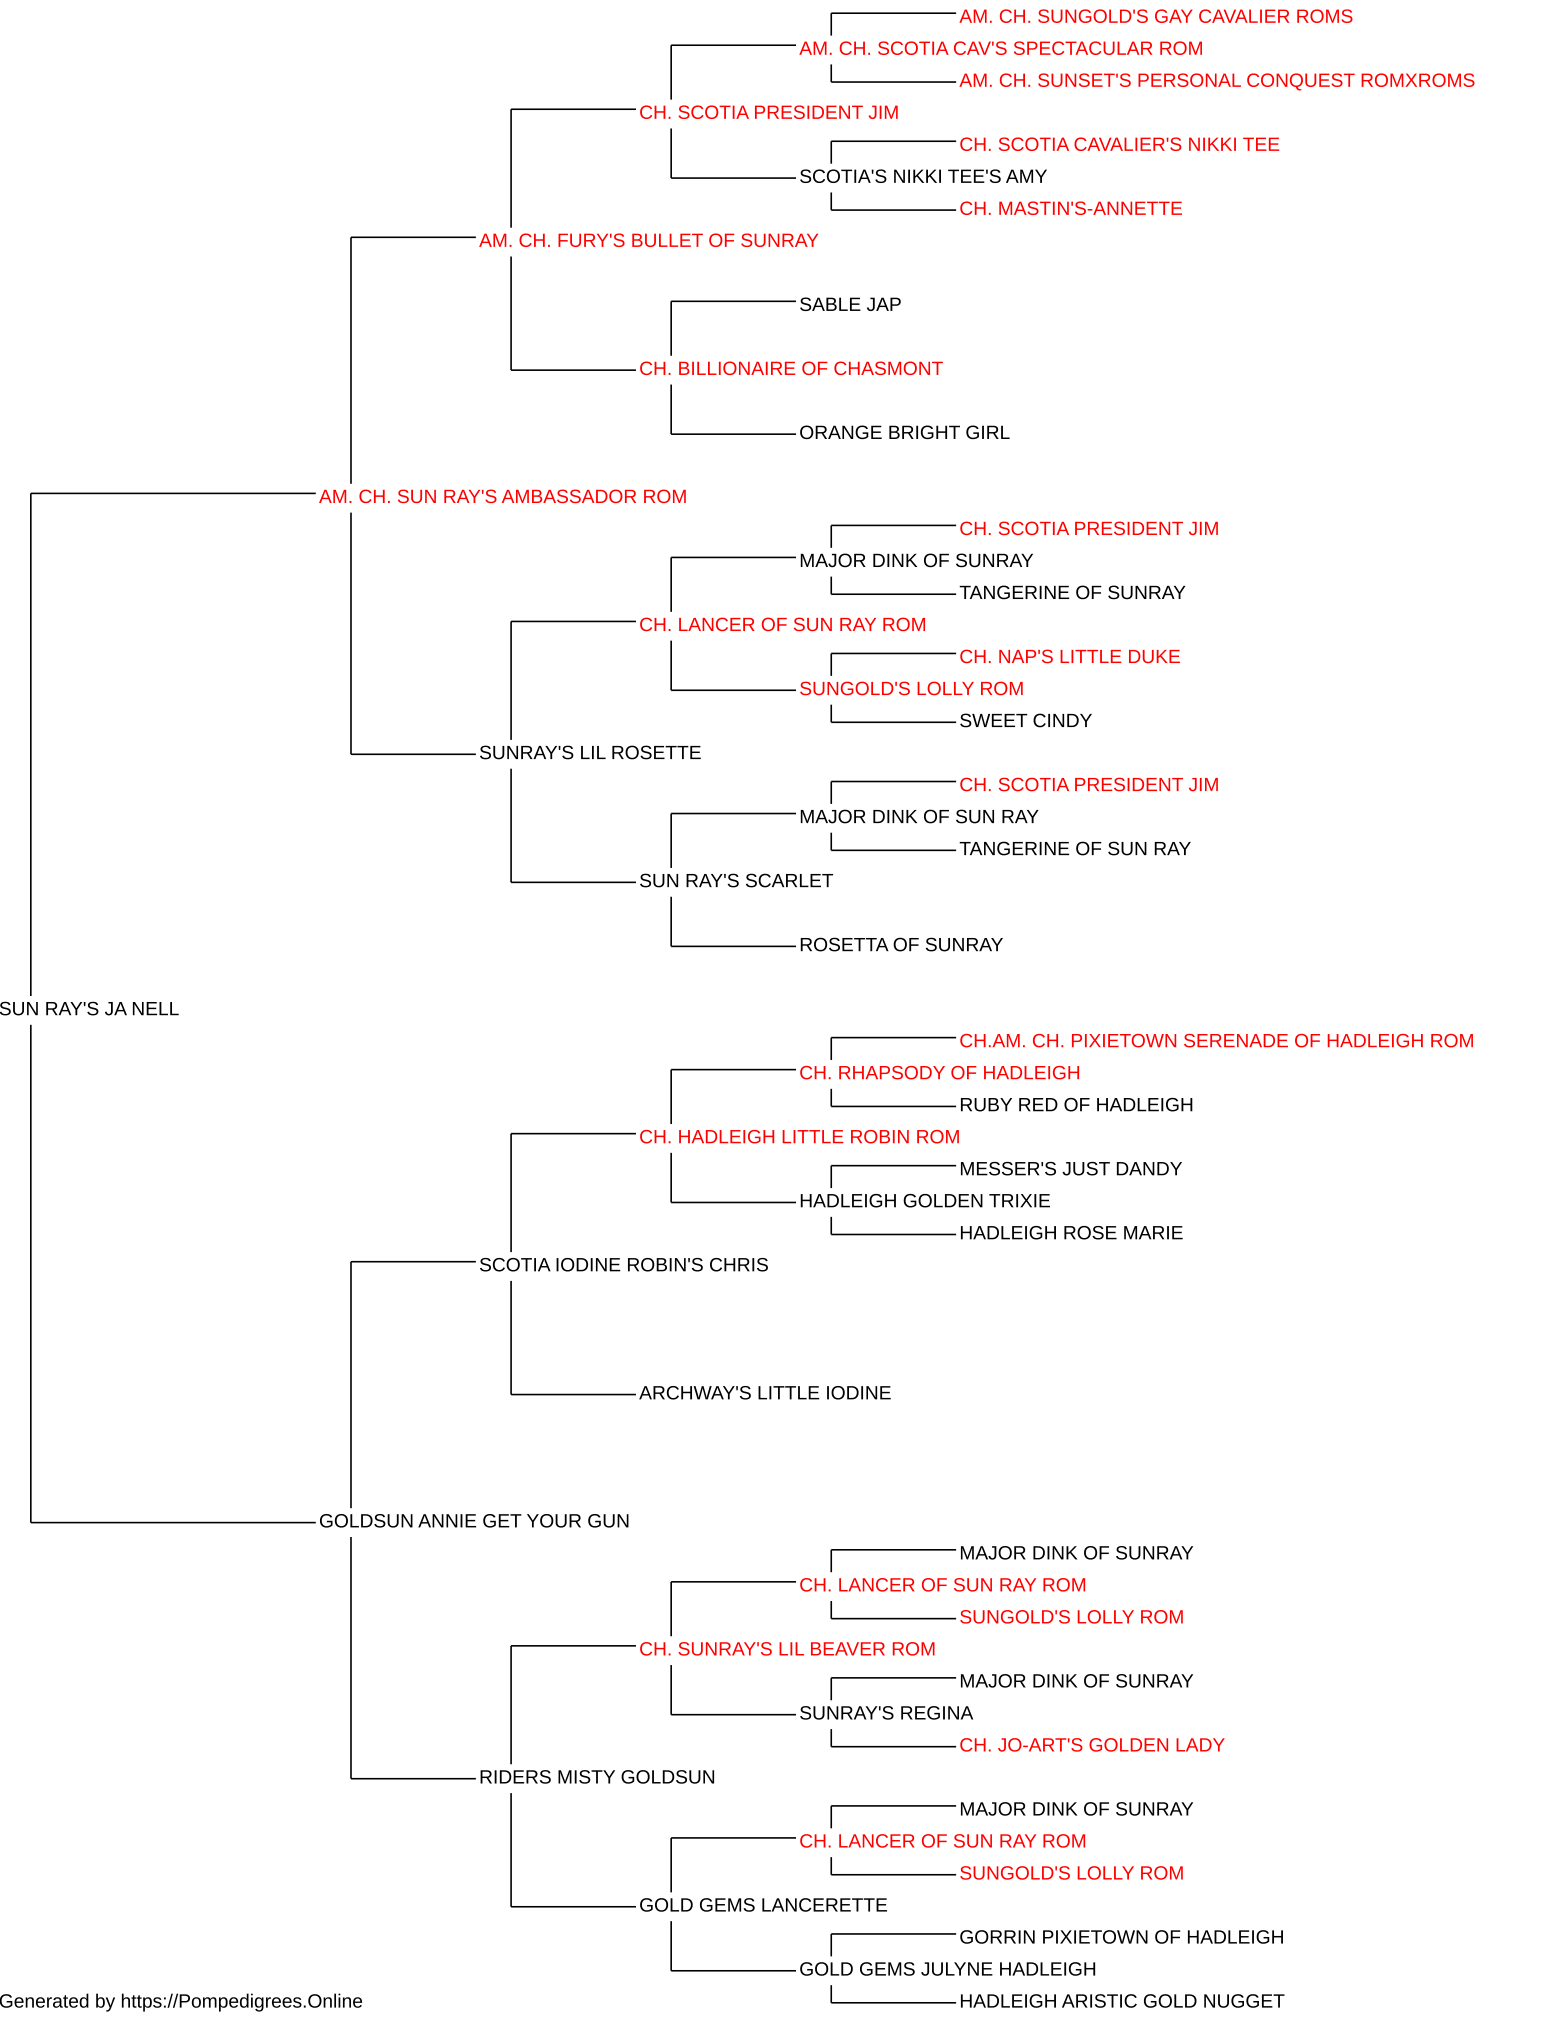 AM. CH. SUNGOLD'S GAY CAVALIER ROMS
AM. CH. SCOTIA CAV'S SPECTACULAR ROM
AM. CH. SUNSET'S PERSONAL CONQUEST ROMXROMS
CH. SCOTIA PRESIDENT JIM
CH. SCOTIA CAVALIER'S NIKKI TEE
SCOTIA'S NIKKI TEE'S AMY
CH. MASTIN'S-ANNETTE
AM. CH. FURY'S BULLET OF SUNRAY
SABLE JAP
CH. BILLIONAIRE OF CHASMONT
ORANGE BRIGHT GIRL
AM. CH. SUN RAY'S AMBASSADOR ROM
CH. SCOTIA PRESIDENT JIM
MAJOR DINK OF SUNRAY
TANGERINE OF SUNRAY
CH. LANCER OF SUN RAY ROM
CH. NAP'S LITTLE DUKE
SUNGOLD'S LOLLY ROM
SWEET CINDY
SUNRAY'S LIL ROSETTE
CH. SCOTIA PRESIDENT JIM
MAJOR DINK OF SUN RAY
TANGERINE OF SUN RAY
SUN RAY'S SCARLET
ROSETTA OF SUNRAY
SUN RAY'S JA NELL
CH.AM. CH. PIXIETOWN SERENADE OF HADLEIGH ROM
CH. RHAPSODY OF HADLEIGH
RUBY RED OF HADLEIGH
CH. HADLEIGH LITTLE ROBIN ROM
MESSER'S JUST DANDY
HADLEIGH GOLDEN TRIXIE
HADLEIGH ROSE MARIE
SCOTIA IODINE ROBIN'S CHRIS
ARCHWAY'S LITTLE IODINE
GOLDSUN ANNIE GET YOUR GUN
MAJOR DINK OF SUNRAY
CH. LANCER OF SUN RAY ROM
SUNGOLD'S LOLLY ROM
CH. SUNRAY'S LIL BEAVER ROM
MAJOR DINK OF SUNRAY
SUNRAY'S REGINA
CH. JO-ART'S GOLDEN LADY
RIDERS MISTY GOLDSUN
MAJOR DINK OF SUNRAY
CH. LANCER OF SUN RAY ROM
SUNGOLD'S LOLLY ROM
GOLD GEMS LANCERETTE
GORRIN PIXIETOWN OF HADLEIGH
GOLD GEMS JULYNE HADLEIGH
HADLEIGH ARISTIC GOLD NUGGET
Generated by https://Pompedigrees.Online